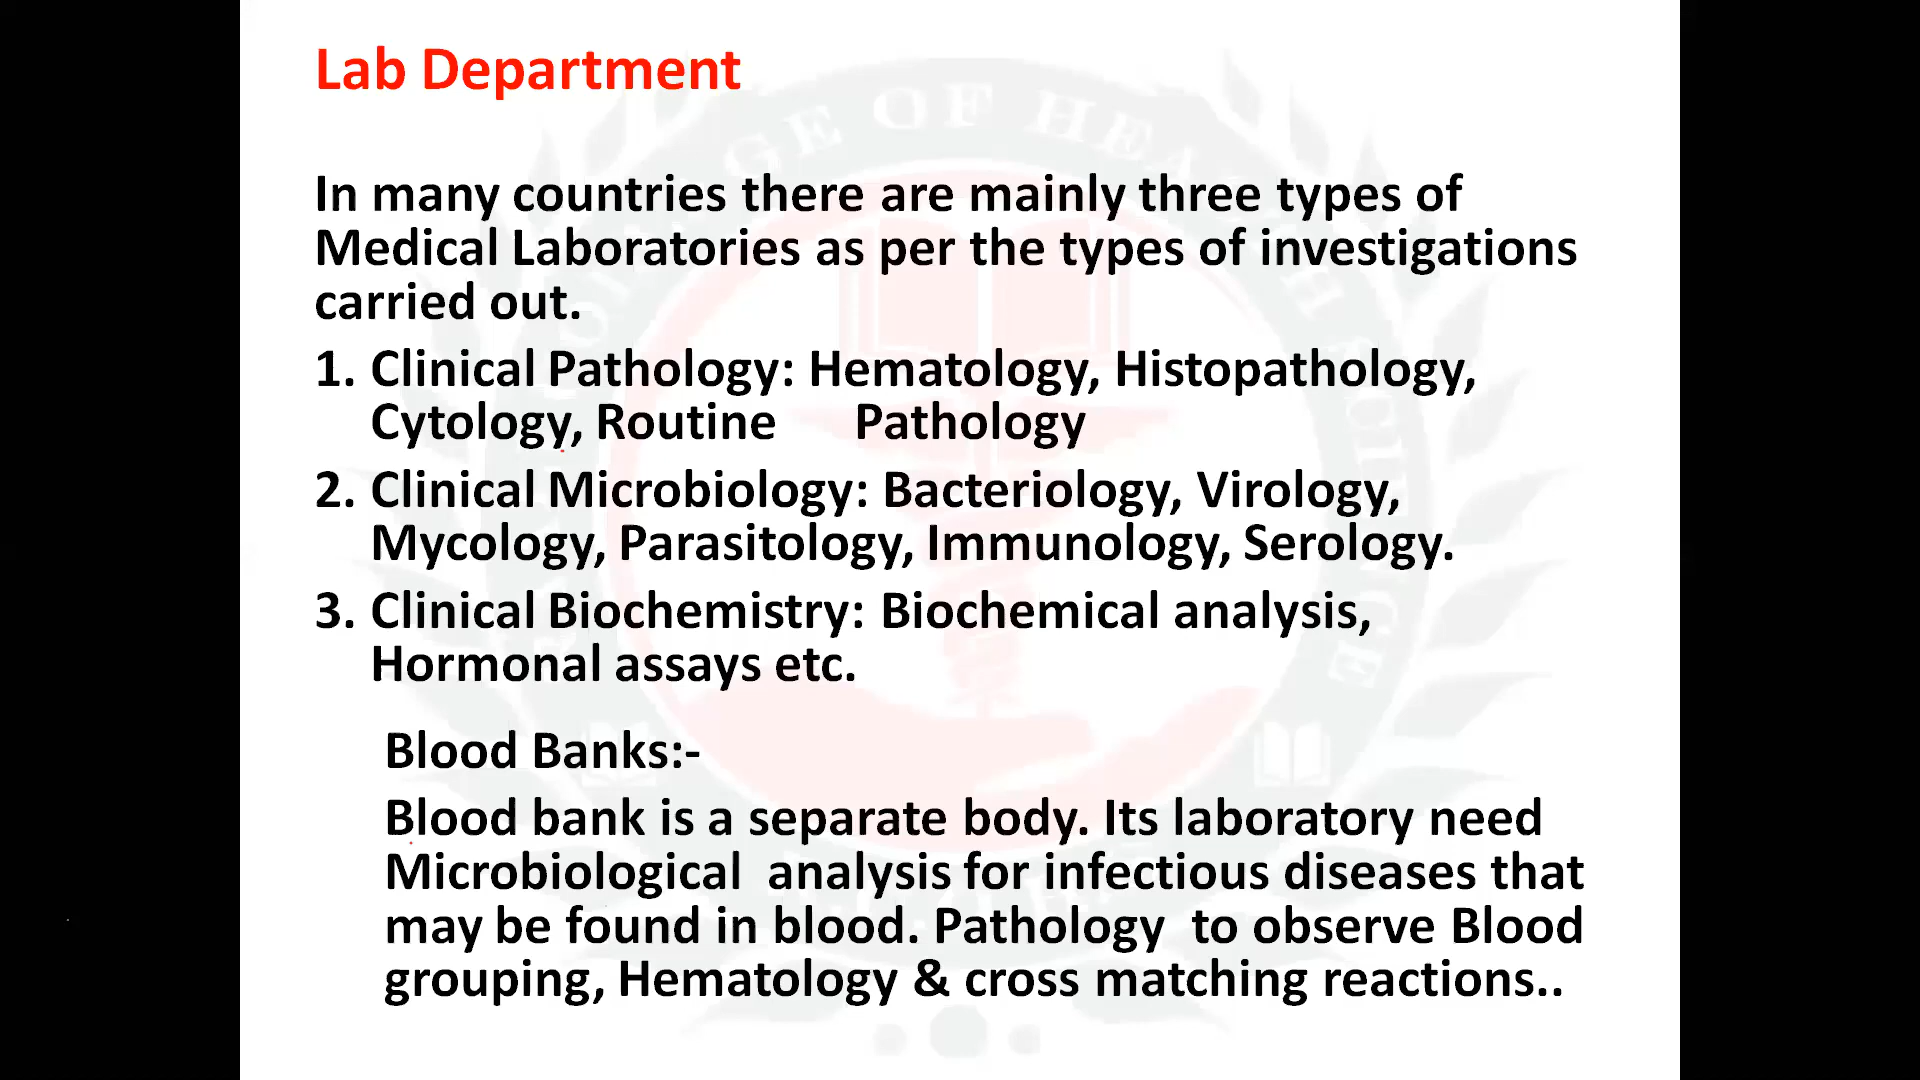 Lab Department
In many countries there are mainly three types of
Medical Laboratories as per the types of investigations
carried out.
1. Clinical Pathology: Hematology, Histopathology,
Cytology, Routine Pathology
2. Clinical Microbiology: Bacteriology, Virology,
Mycology, Parasitology, Immunology, Serology.
3. Clinical Biochemistry: Biochemical analysis,
Hormonal assays etc.
Blood Banks:-
Blood bank is a separate body. Its laboratory need
Microbiological analysis for infectious diseases that
may be found in blood. Pathology to observe Blood
grouping, Hematology & cross matching reactions..
OF HEALTH SCIENCE